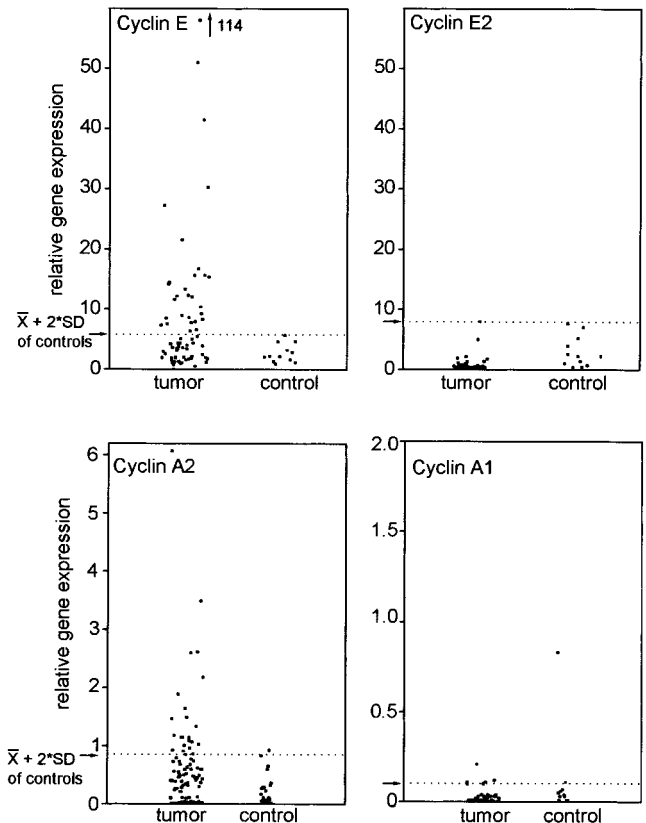 Cyclin E
114
relative gene expression
50
40
30
20
10
0
X̅ + 2*SD
of controls
tumor
control
Cyclin E2
50
40
30
20
10
0
tumor
control
Cyclin A2
relative gene expression
6
5
4
3
2
1
0
X̅ + 2*SD
of controls
tumor
control
Cyclin A1
2.0
1.5
1.0
0.5
0
tumor
control